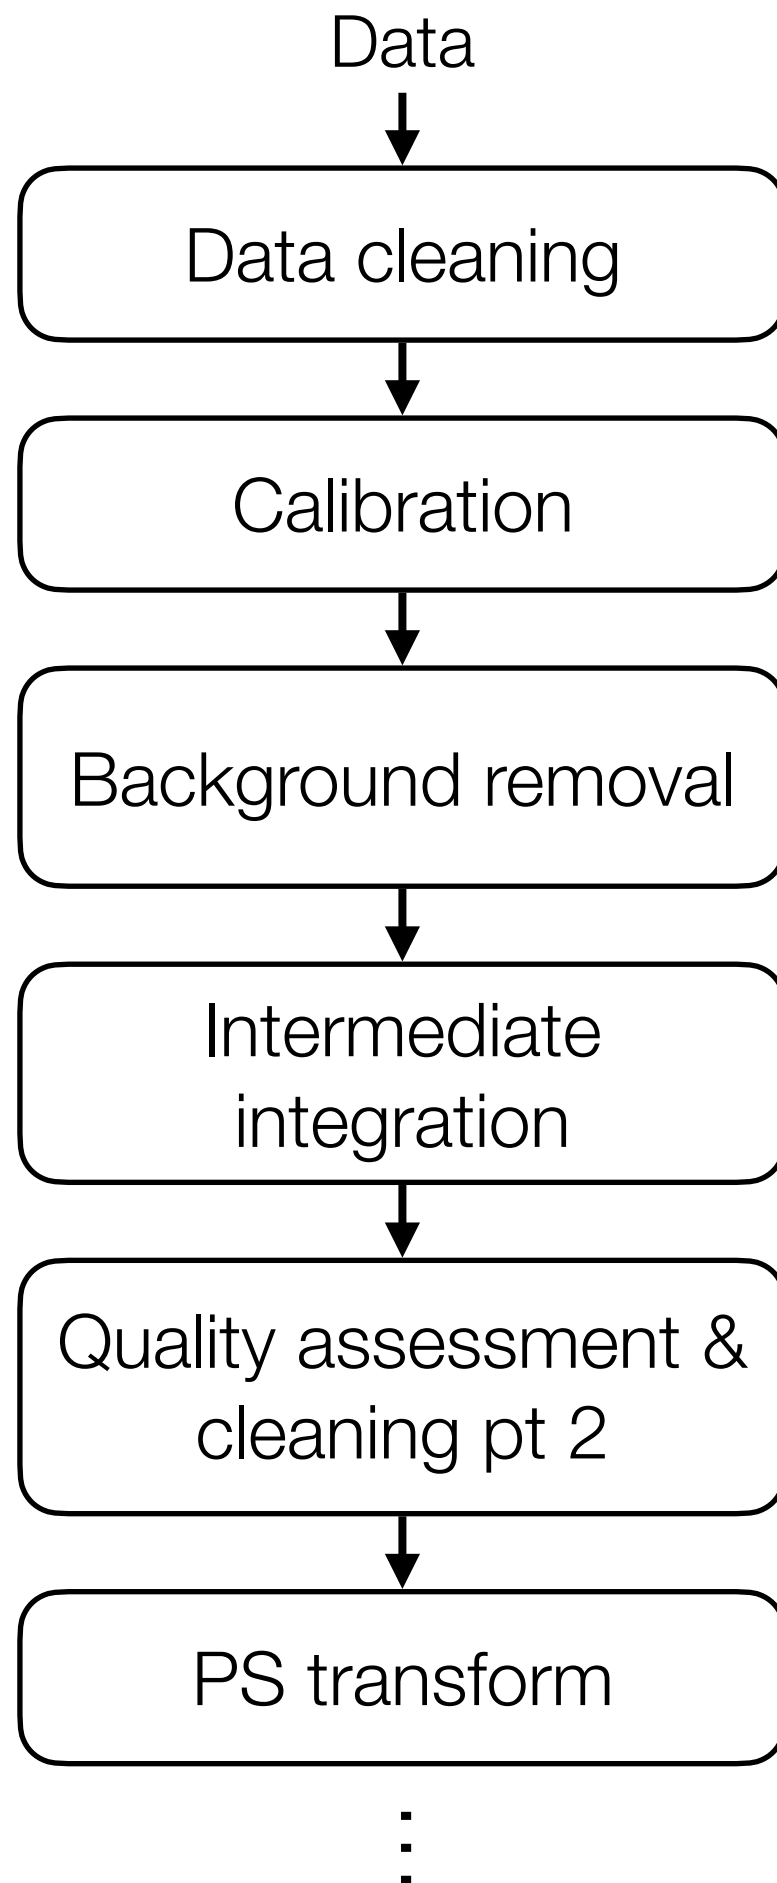 Data
Data cleaning
Calibration
Background removal
Intermediate
integration
Quality assessment &
cleaning pt 2
PS transform